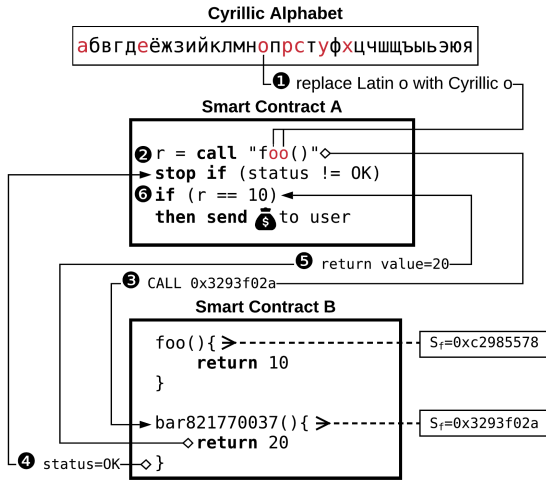 Cyrillic Alphabet
абвгдеёжзийклмнопрстуфхцчшщъыьэюя
❶ replace Latin o with Cyrillic o
Smart Contract A
❷ r = call "fоо()"
stop if (status != OK)
❻ if (r == 10)
then send $ to user
❺ return value=20
❸ CALL 0x3293f02a
Smart Contract B
foo(){
Sf=0xc2985578
return 10
}
bar821770037(){
Sf=0x3293f02a
return 20
❹ status=OK
}